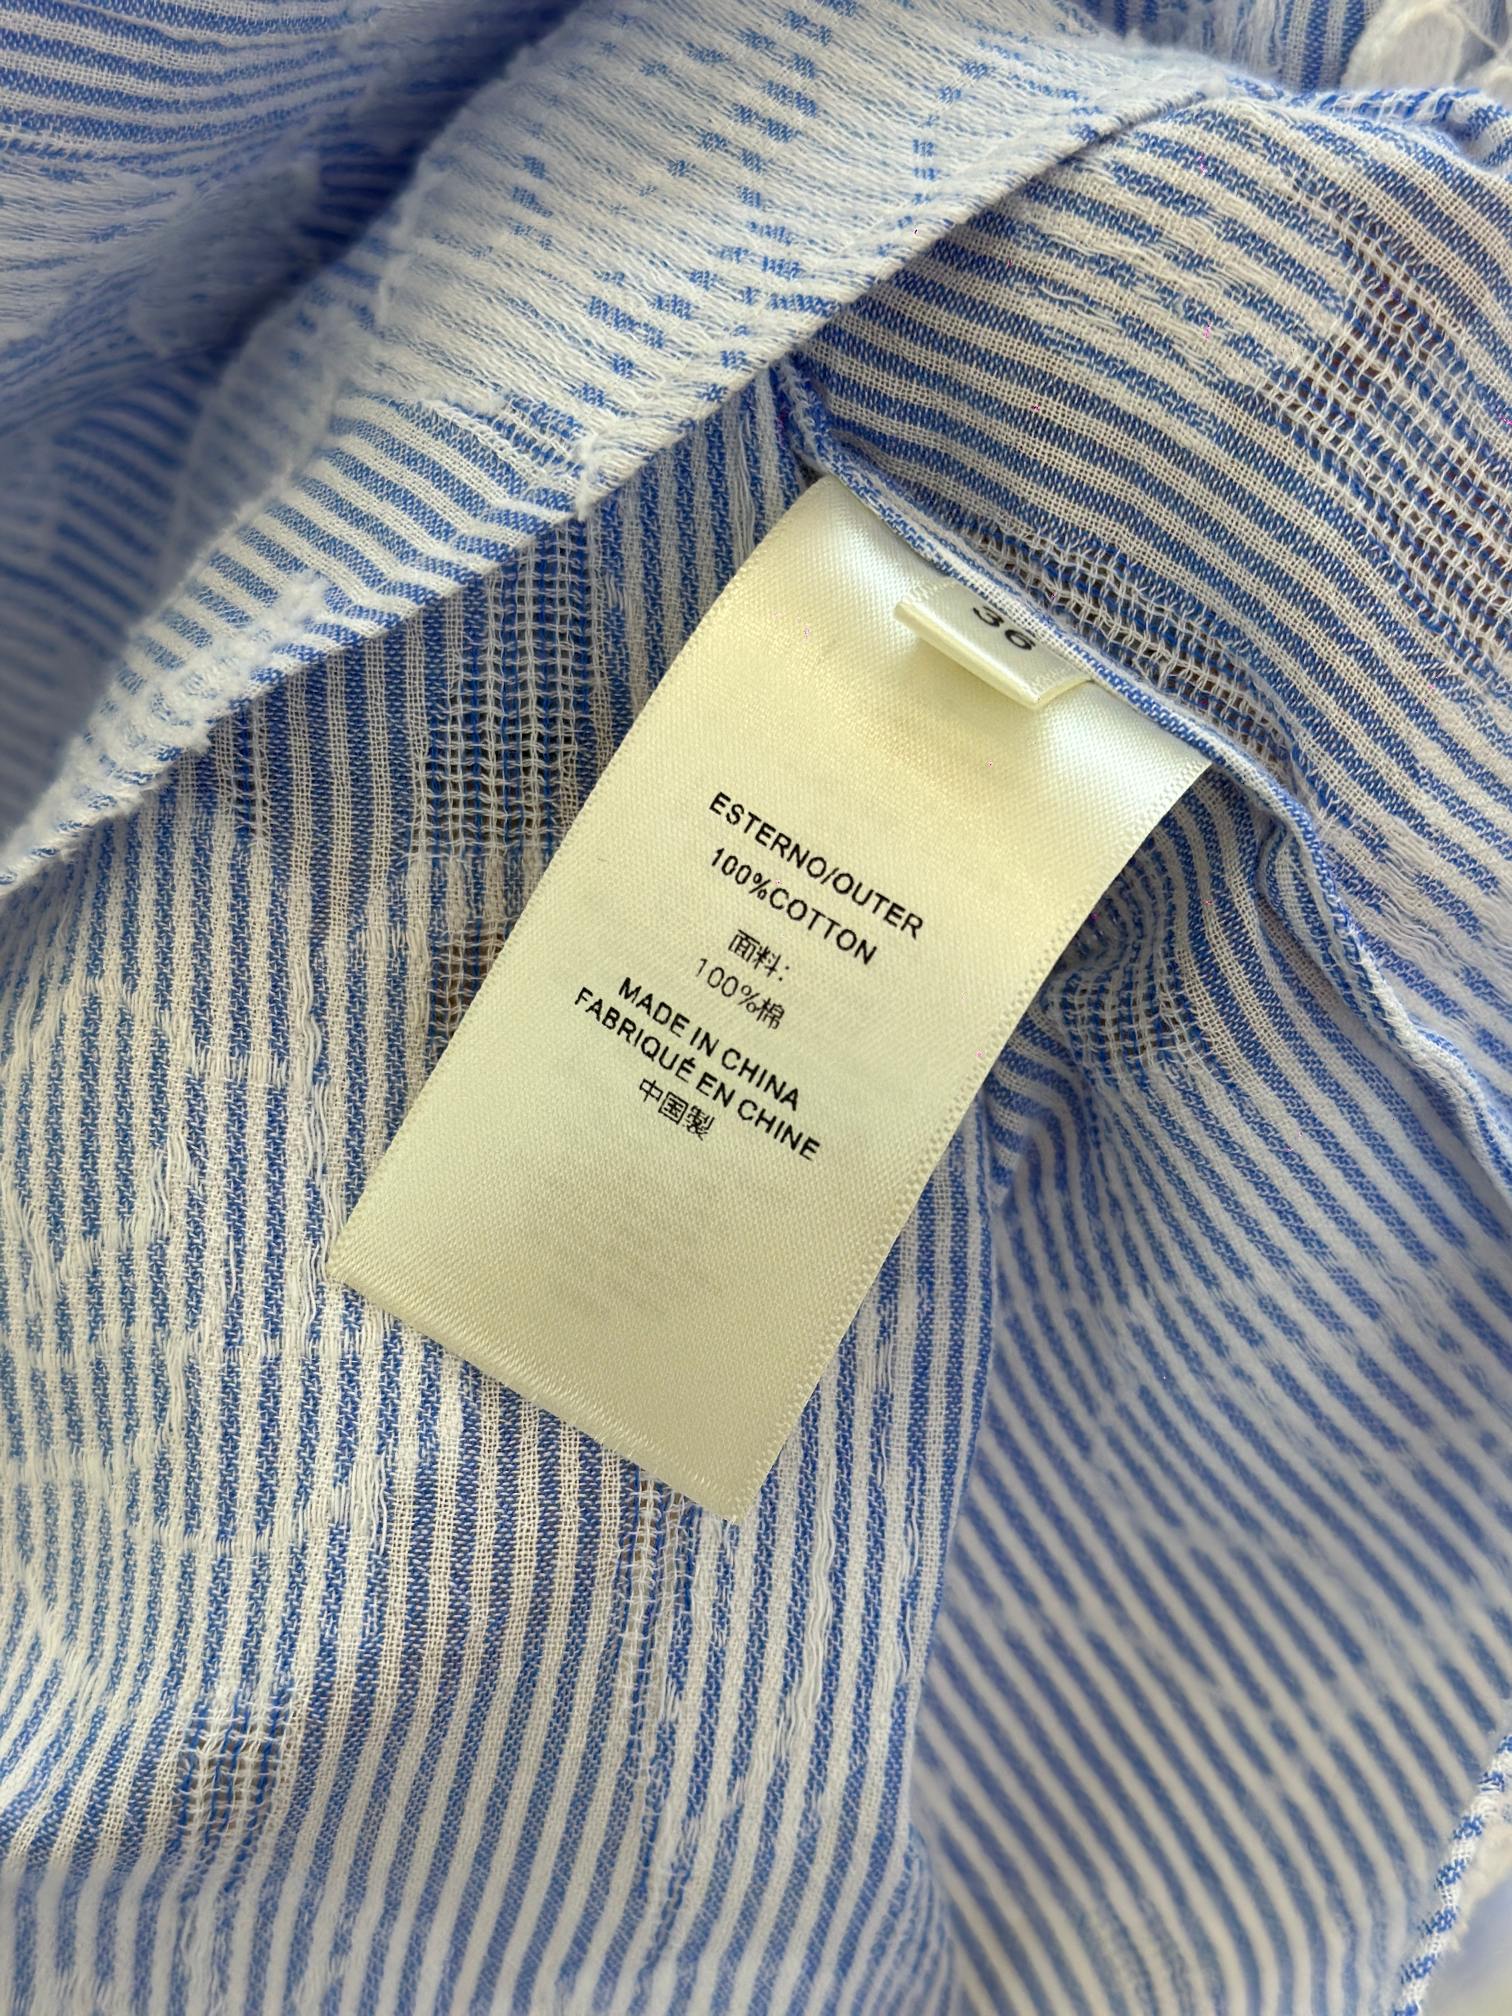 36
ESTERNO/OUTER
100%COTTON
面料:
100%棉
MADE IN CHINA
FABRIQUÉ EN CHINE
中国製